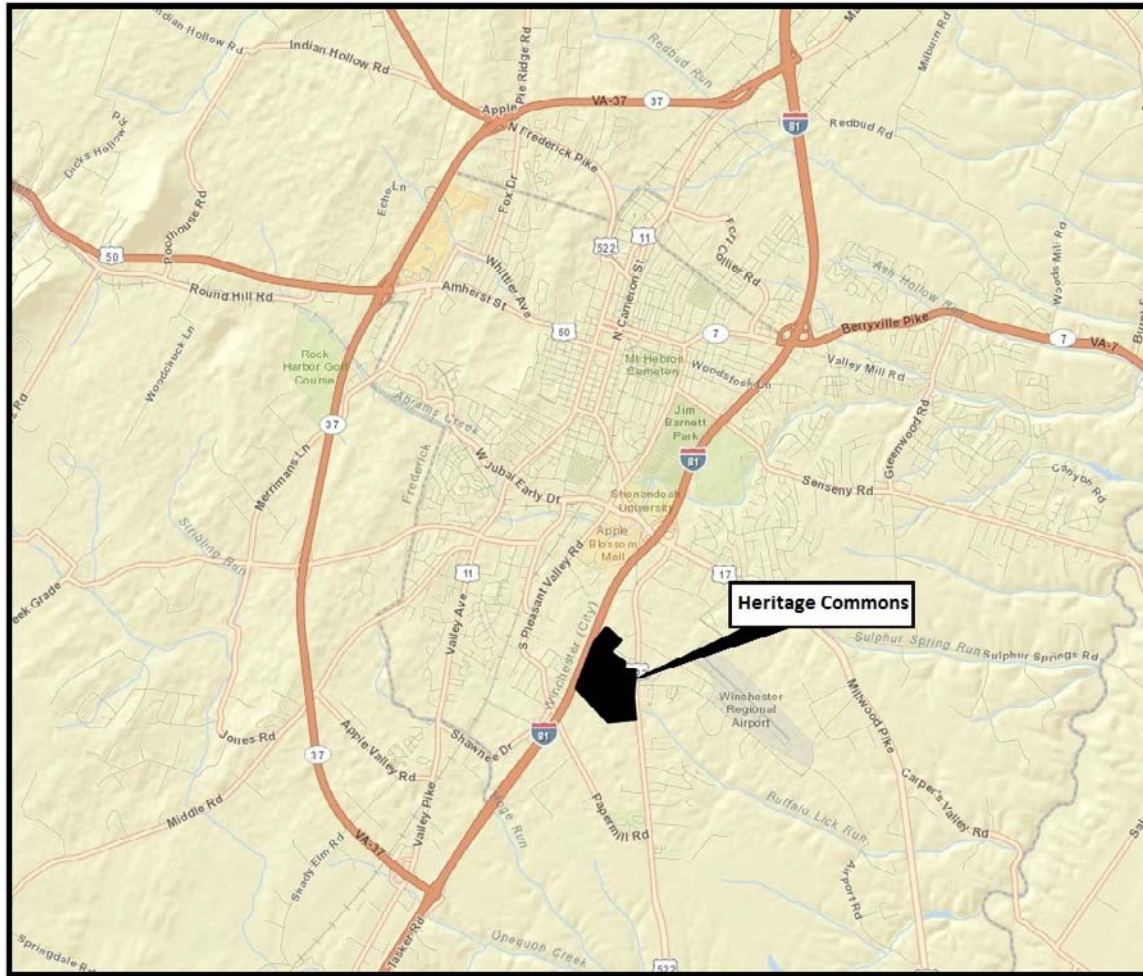 Indian Hollow Rd
Indian Hollow Rd
Redbud Run
Milburn Rd
Apple Pie Ridge Rd
VA-37
37
81
Redbud Rd
Dicks Hollow Rd
N Frederick Pike
Poorhouse Rd
Echo Ln
Fox Dr
50
522
11
Fort Collier Rd
Woods Mill Rd
Ash Hollow Run
Round Hill Rd
Whittier Ave
Amherst St
50
N Cameron St
7
Berryville Pike
7
VA-7
Woodchuck Ln
Rock
Harbor Golf
Course
Mt Hebron
Cemetery
Woodstock Ln
Valley Mill Rd
Abrams Creek
Jim
Barnett
Park
37
Frederick
81
Greenwood Rd
Merrimans Ln
W Jubal Early Dr
Senseny Rd
Canyon Rd
Shenandoah
University
Apple
Blossom
Mall
11
17
S Pleasant Valley Rd
Valley Ave
Heritage Commons
Winchester (City)
Sulphur Spring Run
Sulphur Springs Rd
Winchester
Regional
Airport
Millwood Pike
Jones Rd
Shawnee Dr
81
37
Apple Valley Rd
Middle Rd
Valley Pike
Papermill Rd
Carper's Valley Rd
Buffalo Lick Run
VA-37
Shady Elm Rd
Airport Rd
Tasker Rd
Opequon Creek
Springdale Rd
522